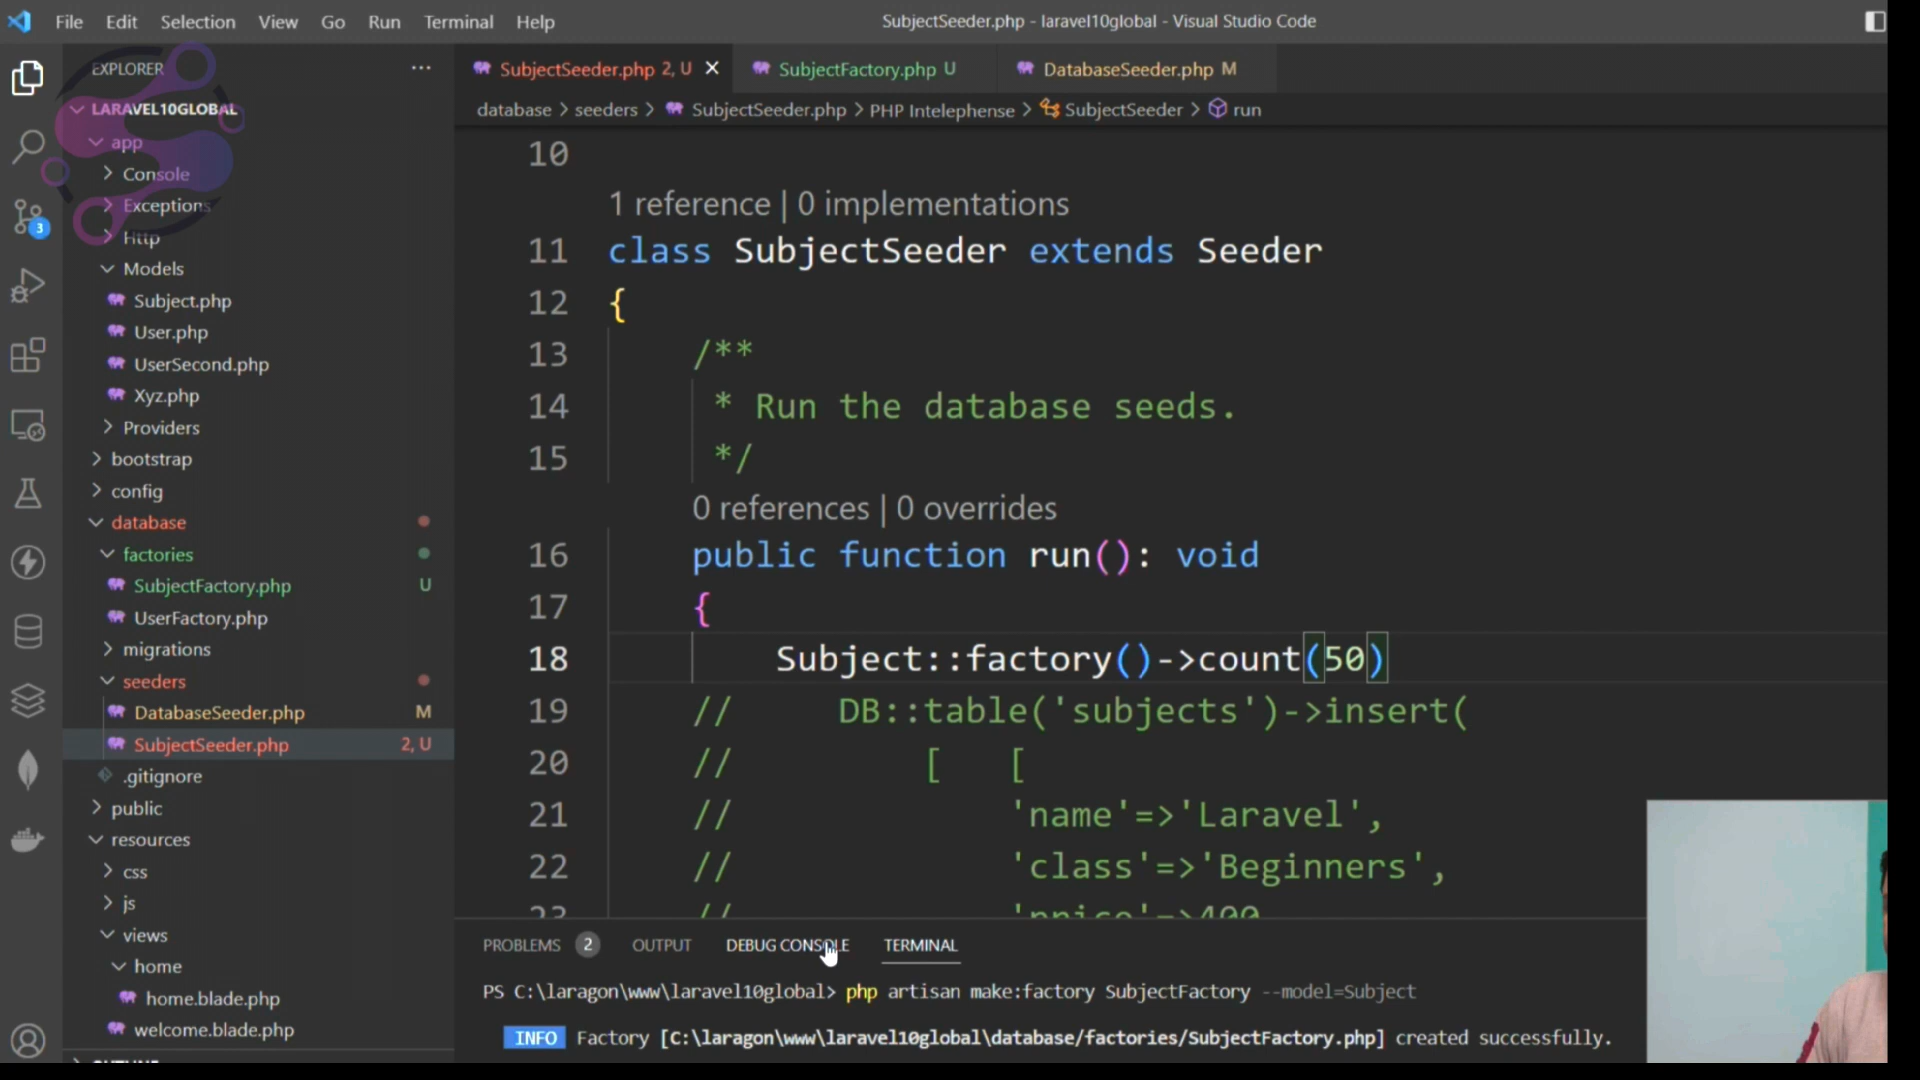 File Edit Selection View Go Run Terminal Help
SubjectSeeder.php - laravel10global - Visual Studio Code
EXPLORER ···
LARAVEL10GLOBAL
app
Console
Exceptions
Http
Models
Subject.php
User.php
UserSecond.php
Xyz.php
Providers
bootstrap
config
database
factories
SubjectFactory.php U
UserFactory.php
migrations
seeders
DatabaseSeeder.php M
SubjectSeeder.php 2, U
.gitignore
public
resources
css
js
views
home
home.blade.php
welcome.blade.php
3
SubjectSeeder.php 2, U
SubjectFactory.php U
DatabaseSeeder.php M
database > seeders > SubjectSeeder.php > PHP Intelephense > SubjectSeeder > run
10
1 reference | 0 implementations
11 class SubjectSeeder extends Seeder
12 {
13 /**
14 * Run the database seeds.
15 */
0 references | 0 overrides
16 public function run(): void
17 {
18 Subject::factory()->count(50)
19 // DB::table('subjects')->insert(
20 // [ [
21 // 'name'=>'Laravel',
22 // 'class'=>'Beginners',
23 // 'price'=>400
PROBLEMS 2 OUTPUT DEBUG CONSOLE TERMINAL
PS C:\laragon\www\laravel10global> php artisan make:factory SubjectFactory --model=Subject
INFO Factory [C:\laragon\www\laravel10global\database/factories/SubjectFactory.php] created successfully.